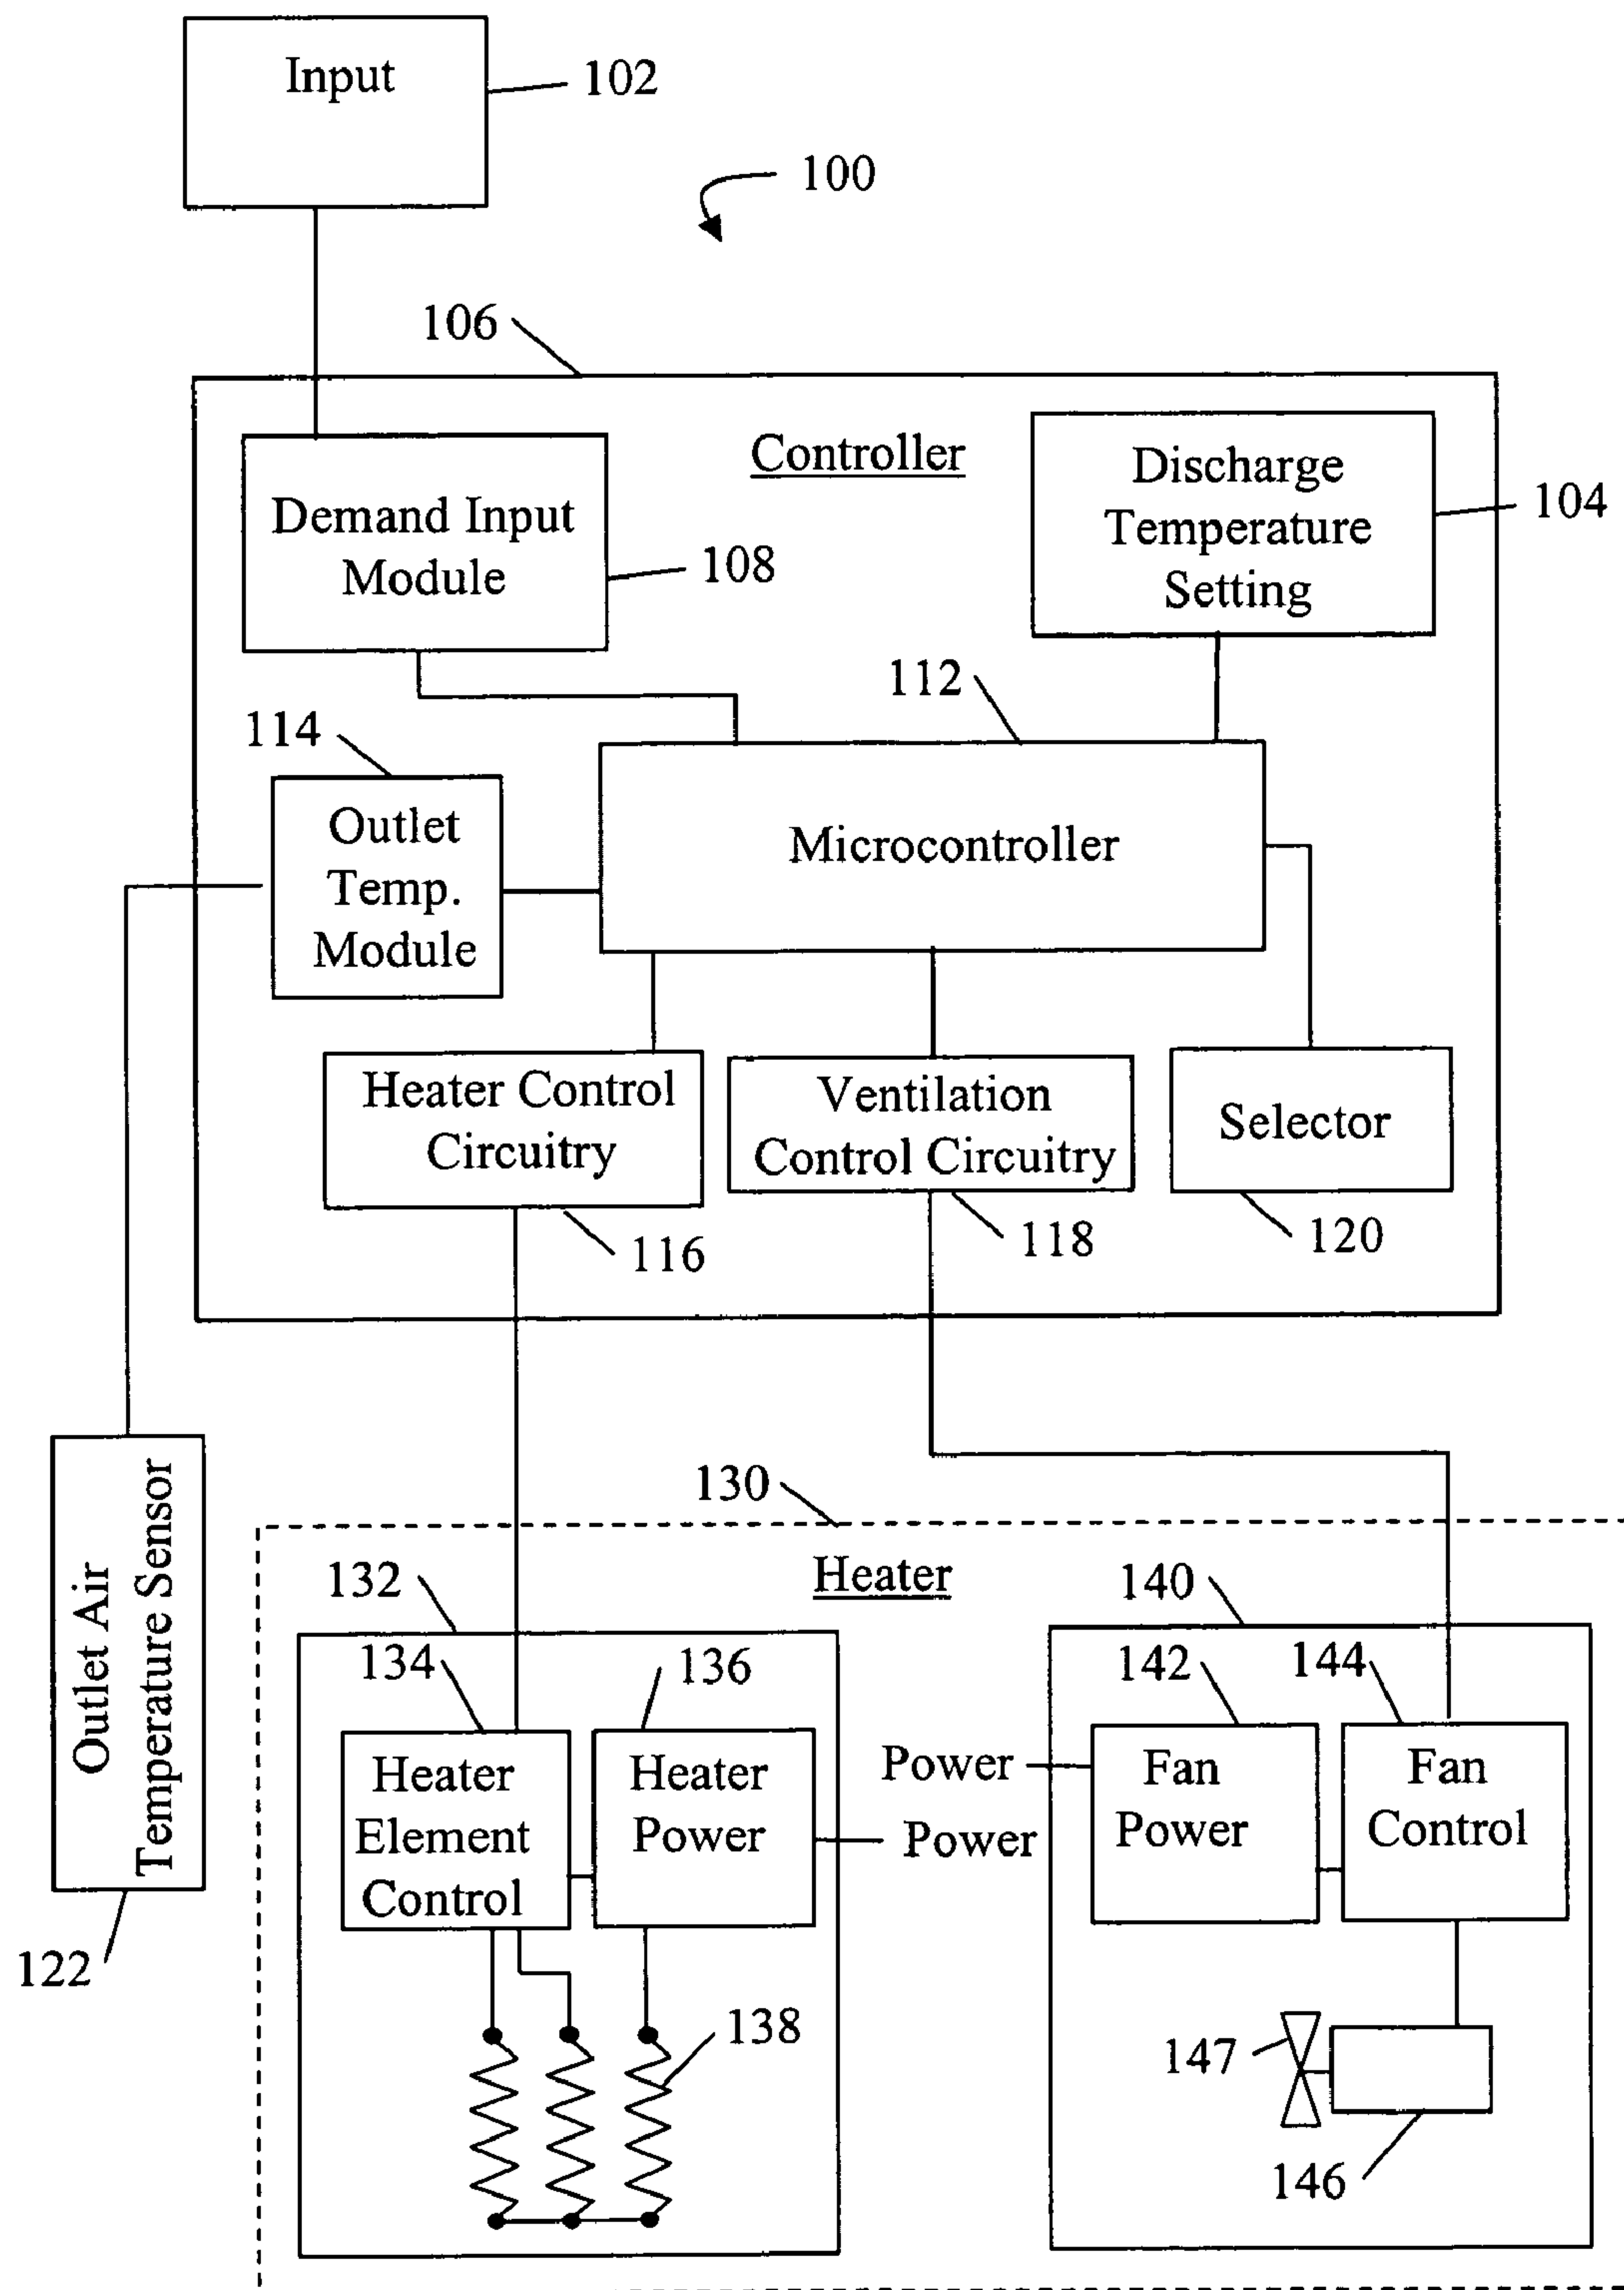 Input
102
100
106
Controller
Demand Input
Module
108
Discharge
Temperature
Setting
104
112
114
Outlet
Temp.
Module
Microcontroller
Heater Control
Circuitry
116
Ventilation
Control Circuitry
118
Selector
120
Outlet Air
Temperature Sensor
122
130
Heater
132
134
136
Heater
Element
Control
Heater
Power
Power
138
140
142
144
Power
Fan
Power
Fan
Control
147
146